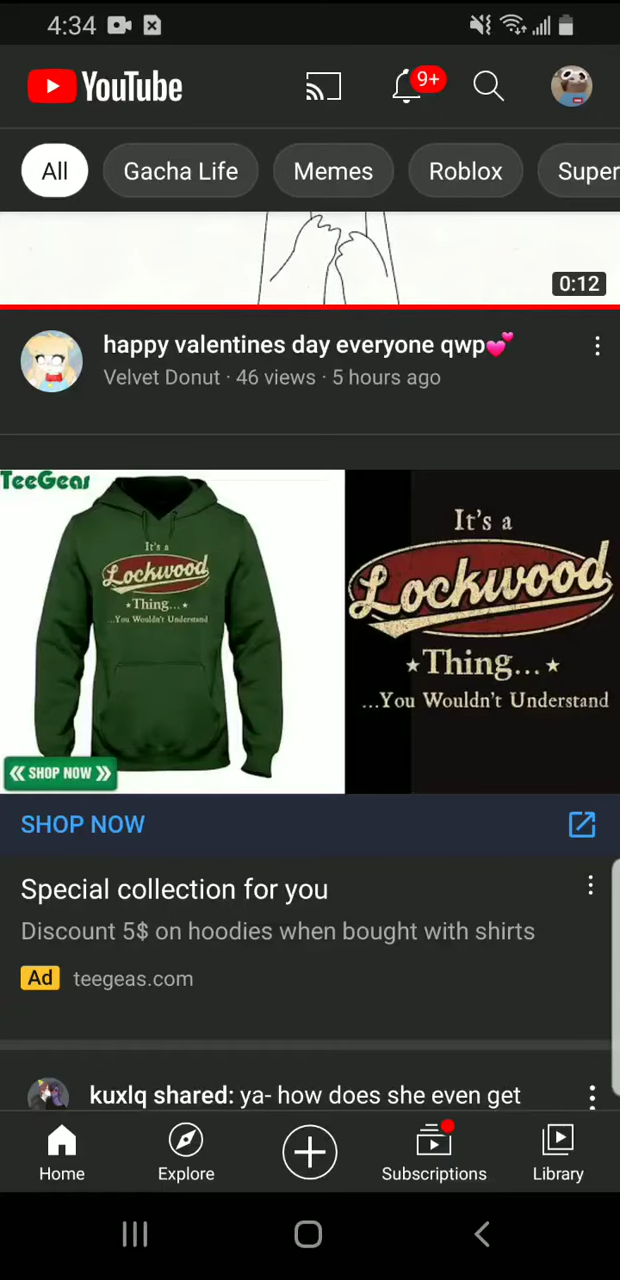 4:34
YouTube
9+
All
Gacha Life
Memes
Roblox
Super
0:12
happy valentines day everyone qwp💕
Velvet Donut · 46 views · 5 hours ago
TeeGear
It's a
Lockwood
Thing...
...You Wouldn't Understand
« SHOP NOW »
It's a
Lockwood
Thing...
...You Wouldn't Understand
SHOP NOW
Special collection for you
Discount 5$ on hoodies when bought with shirts
Ad teegeas.com
kuxlq shared: ya- how does she even get
Home
Explore
Subscriptions
Library